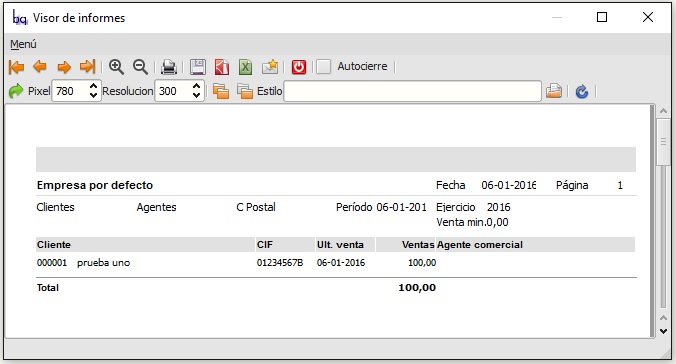 Visor de informes
Menú
Autocierre
Pixel 780 Resolucion 300 Estilo
Empresa por defecto Fecha 06-01-2016 Página 1
Clientes Agentes C Postal Período 06-01-201 Ejercicio 2016
Venta min.0,00
Cliente CIF Ult. venta Ventas Agente comercial
000001 prueba uno 01234567B 06-01-2016 100,00
Total 100,00